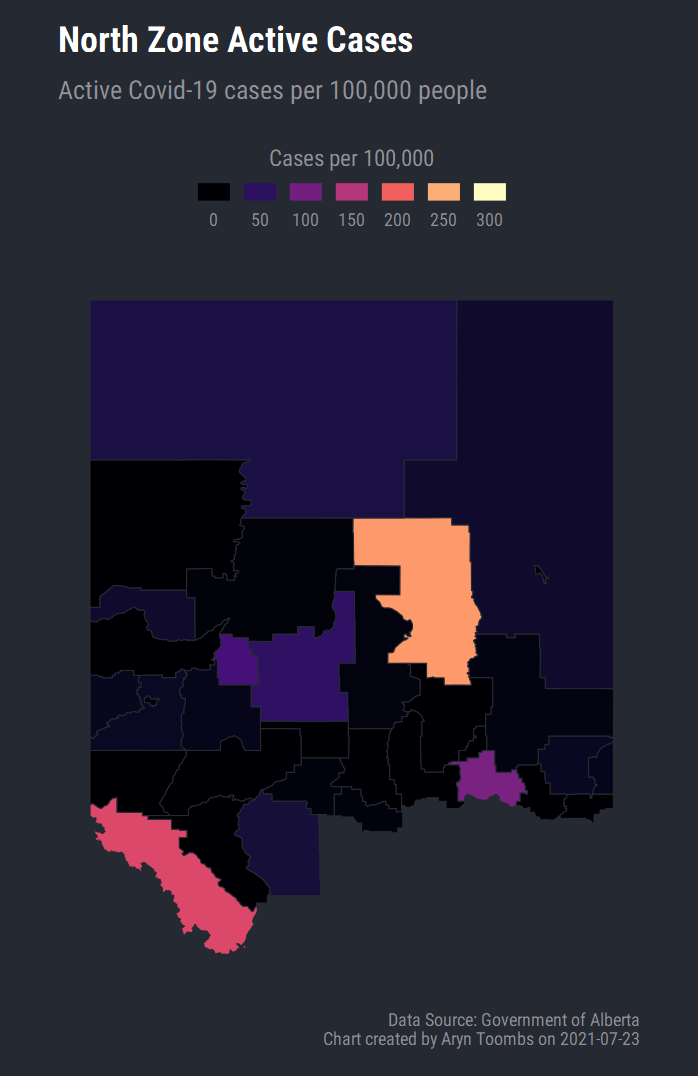 North Zone Active Cases
Active Covid-19 cases per 100,000 people
Cases per 100,000
0 50 100 150 200 250 300
Data Source: Government of Alberta
Chart created by Aryn Toombs on 2021-07-23